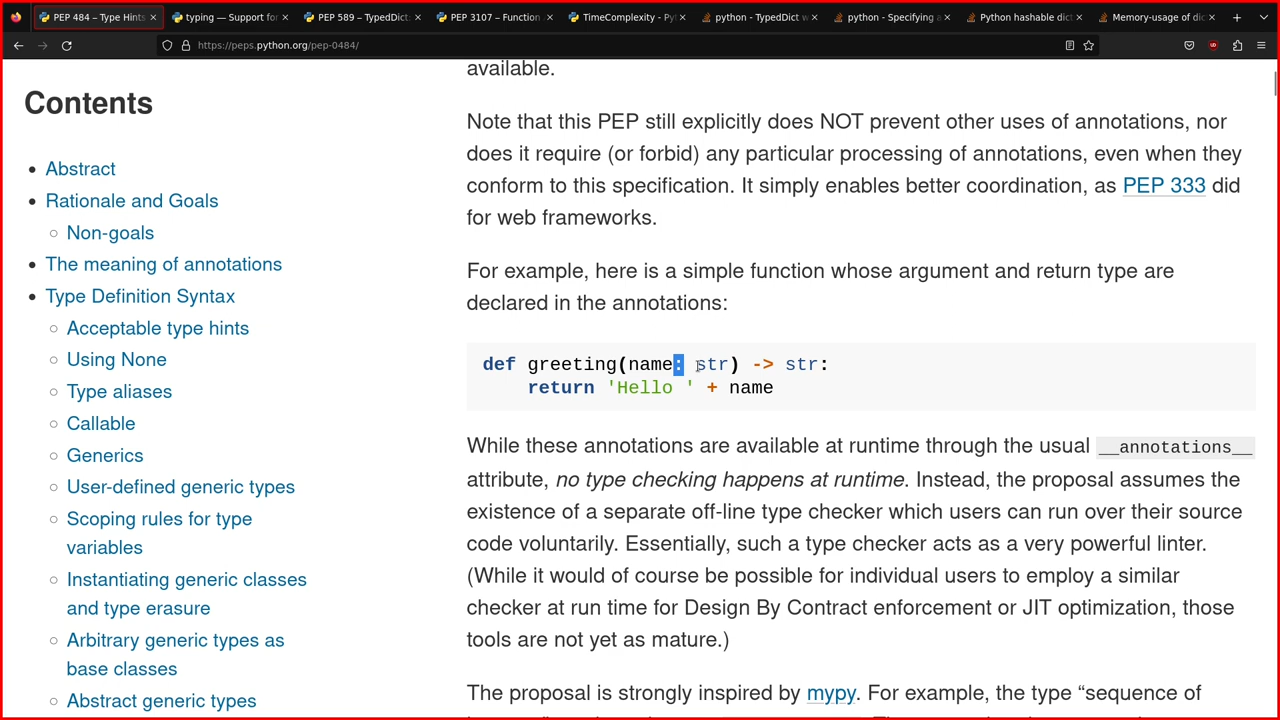 PEP 484 – Type Hints
typing — Support for
PEP 589 – TypedDict:
PEP 3107 – Function
TimeComplexity - Py
python - TypedDict w
python - Specifying a
Python hashable dict
Memory-usage of dic
https://peps.python.org/pep-0484/
Contents
• Abstract
• Rationale and Goals
○ Non-goals
• The meaning of annotations
• Type Definition Syntax
○ Acceptable type hints
○ Using None
○ Type aliases
○ Callable
○ Generics
○ User-defined generic types
○ Scoping rules for type
variables
○ Instantiating generic classes
and type erasure
○ Arbitrary generic types as
base classes
○ Abstract generic types
available.
Note that this PEP still explicitly does NOT prevent other uses of annotations, nor
does it require (or forbid) any particular processing of annotations, even when they
conform to this specification. It simply enables better coordination, as PEP 333 did
for web frameworks.
For example, here is a simple function whose argument and return type are
declared in the annotations:
def greeting(name: str) -> str:
    return 'Hello ' + name
While these annotations are available at runtime through the usual __annotations__
attribute, no type checking happens at runtime. Instead, the proposal assumes the
existence of a separate off-line type checker which users can run over their source
code voluntarily. Essentially, such a type checker acts as a very powerful linter.
(While it would of course be possible for individual users to employ a similar
checker at run time for Design By Contract enforcement or JIT optimization, those
tools are not yet as mature.)
The proposal is strongly inspired by mypy. For example, the type “sequence of